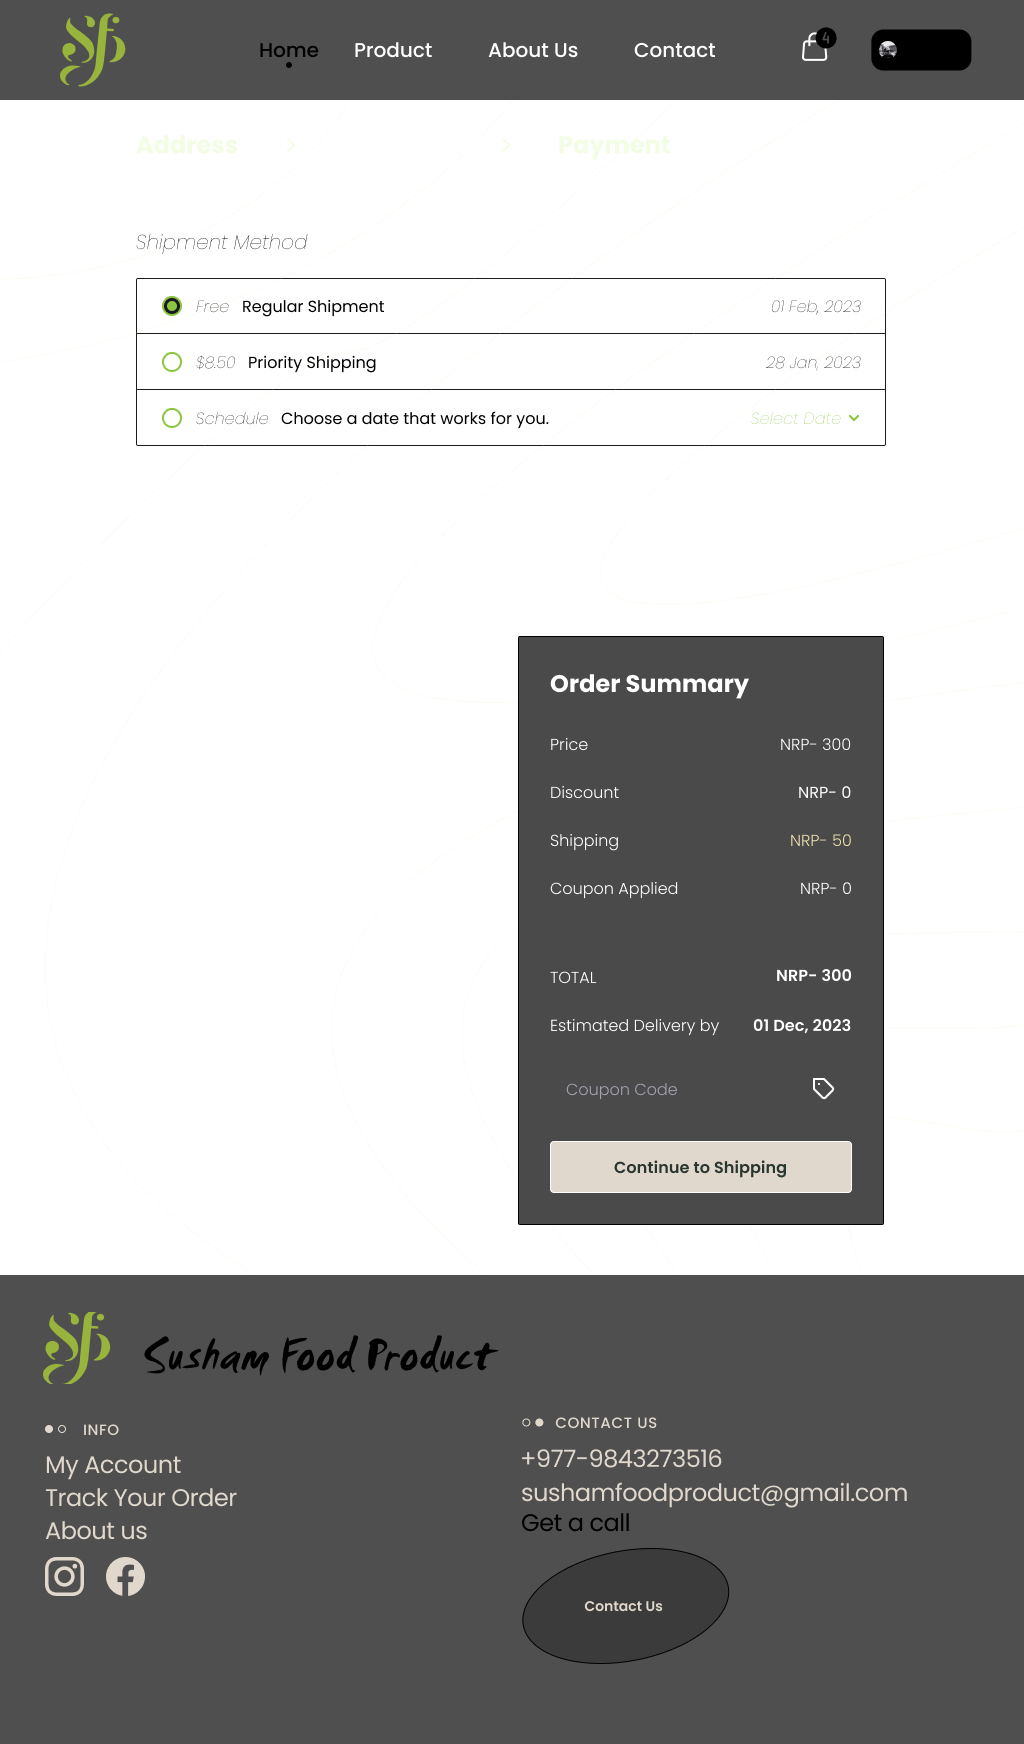 Home Product About Us Contact 4
Address > > Payment
Shipment Method
Free Regular Shipment 01 Feb, 2023
$8.50 Priority Shipping 28 Jan, 2023
Schedule Choose a date that works for you. Select Date
Order Summary
Price NRP- 300
Discount NRP- 0
Shipping NRP- 50
Coupon Applied NRP- 0
TOTAL NRP- 300
Estimated Delivery by 01 Dec, 2023
Coupon Code
Continue to Shipping
Susham Food Product
INFO
My Account
Track Your Order
About us
CONTACT US
+977-9843273516
sushamfoodproduct@gmail.com
Get a call
Contact Us